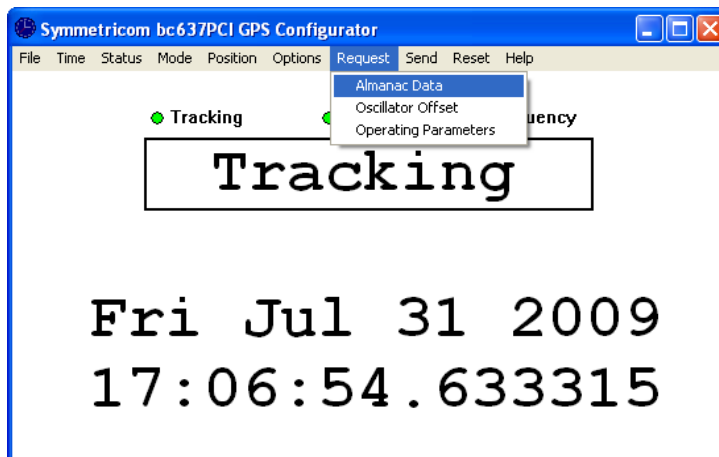 Symmetricom bc637PCI GPS Configurator
File Time Status Mode Position Options Request Send Reset Help
Almanac Data
Oscillator Offset
Operating Parameters
Tracking
Tracking
Fri Jul 31 2009
17:06:54.633315